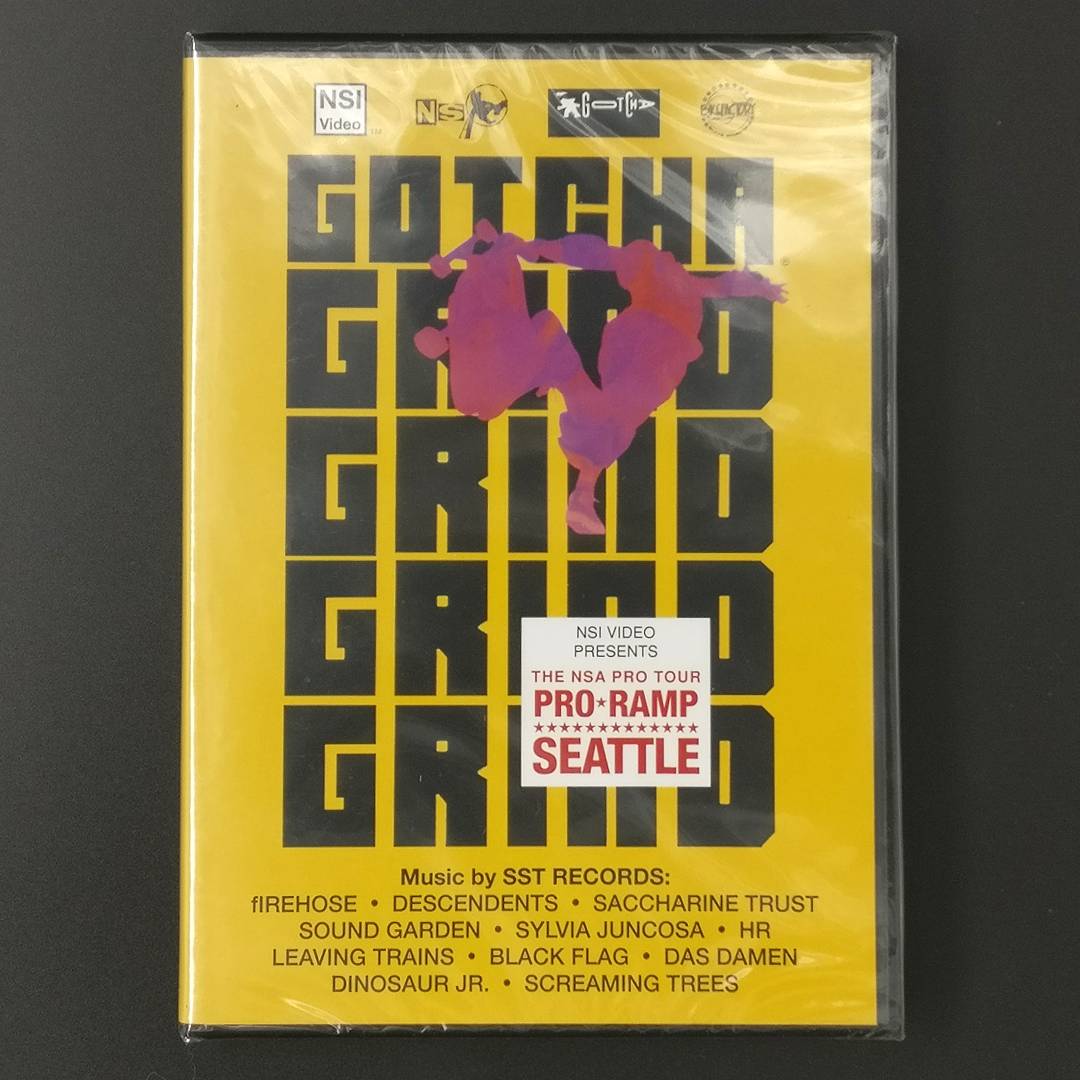 NSI
Video TM
NSA
GOTCHA
GOTCHA ®
GRIND
GRIND
GRIND
GRIND
NSI VIDEO
PRESENTS
THE NSA PRO TOUR
PRO★RAMP
★★★★★★★★★★★★★
SEATTLE
Music by SST RECORDS:
fIREHOSE • DESCENDENTS • SACCHARINE TRUST
SOUND GARDEN • SYLVIA JUNCOSA • HR
LEAVING TRAINS • BLACK FLAG • DAS DAMEN
DINOSAUR JR. • SCREAMING TREES